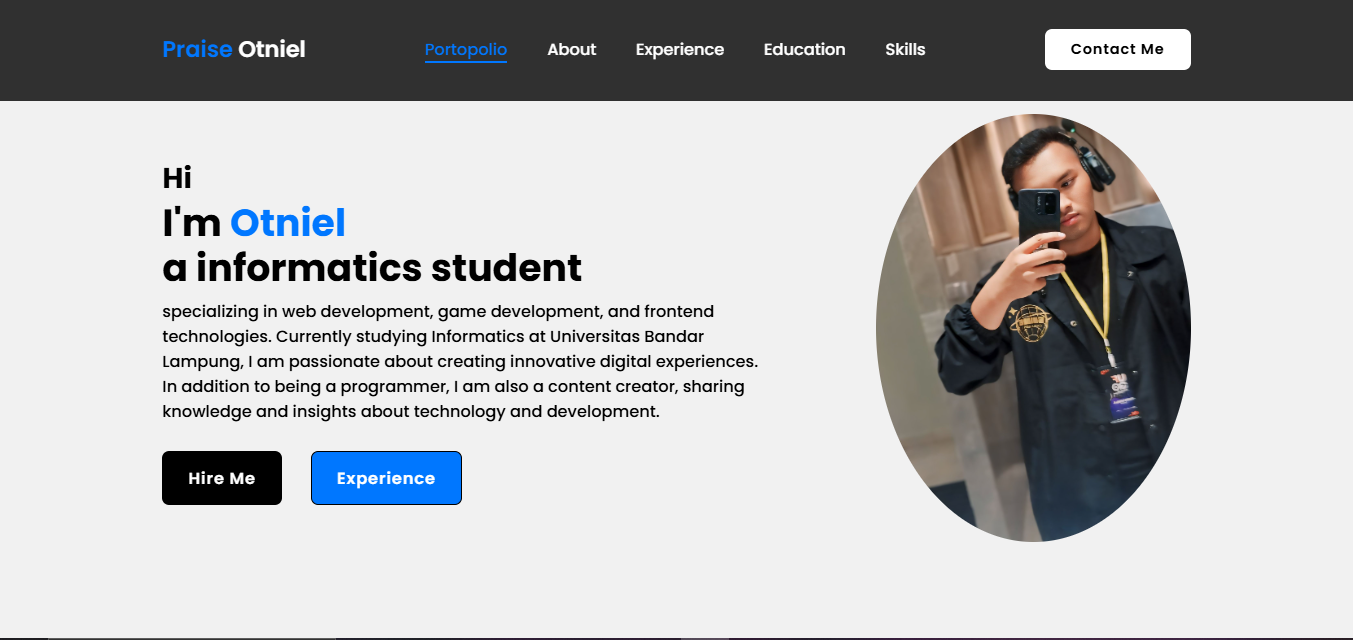 Praise Otniel
Portopolio
About
Experience
Education
Skills
Contact Me
Hi
I'm Otniel
a informatics student
specializing in web development, game development, and frontend
technologies. Currently studying Informatics at Universitas Bandar
Lampung, I am passionate about creating innovative digital experiences.
In addition to being a programmer, I am also a content creator, sharing
knowledge and insights about technology and development.
Hire Me
Experience